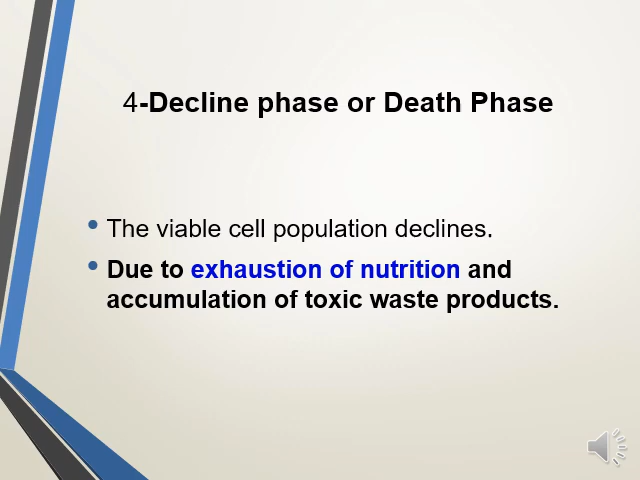 4-Decline phase or Death Phase
• The viable cell population declines.
• Due to exhaustion of nutrition and
accumulation of toxic waste products.